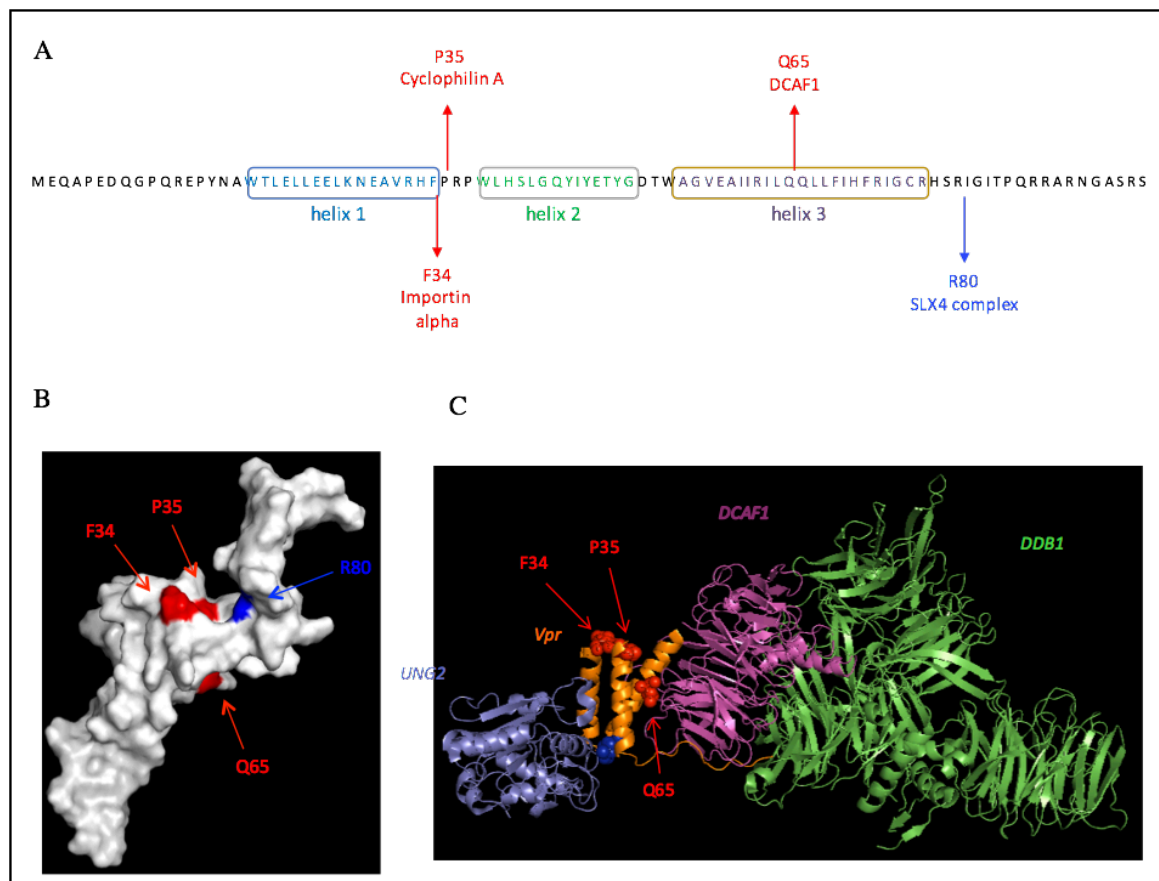 A
P35
Cyclophilin A
Q65
DCAF1
M E Q A P E D Q G P Q R E P Y N A W T L E L L E E L K N E A V R H F P R P W L H S L G Q Y I Y E T Y G D T W A G V E A I I R I L Q Q L L F I H F R I G C R H S R I G I T P Q R R A R N G A S R S
helix 1
helix 2
helix 3
F34
Importin
alpha
R80
SLX4 complex
B
P35
F34
R80
Q65
C
DCAF1
P35
F34
DDB1
Vpr
UNG2
Q65